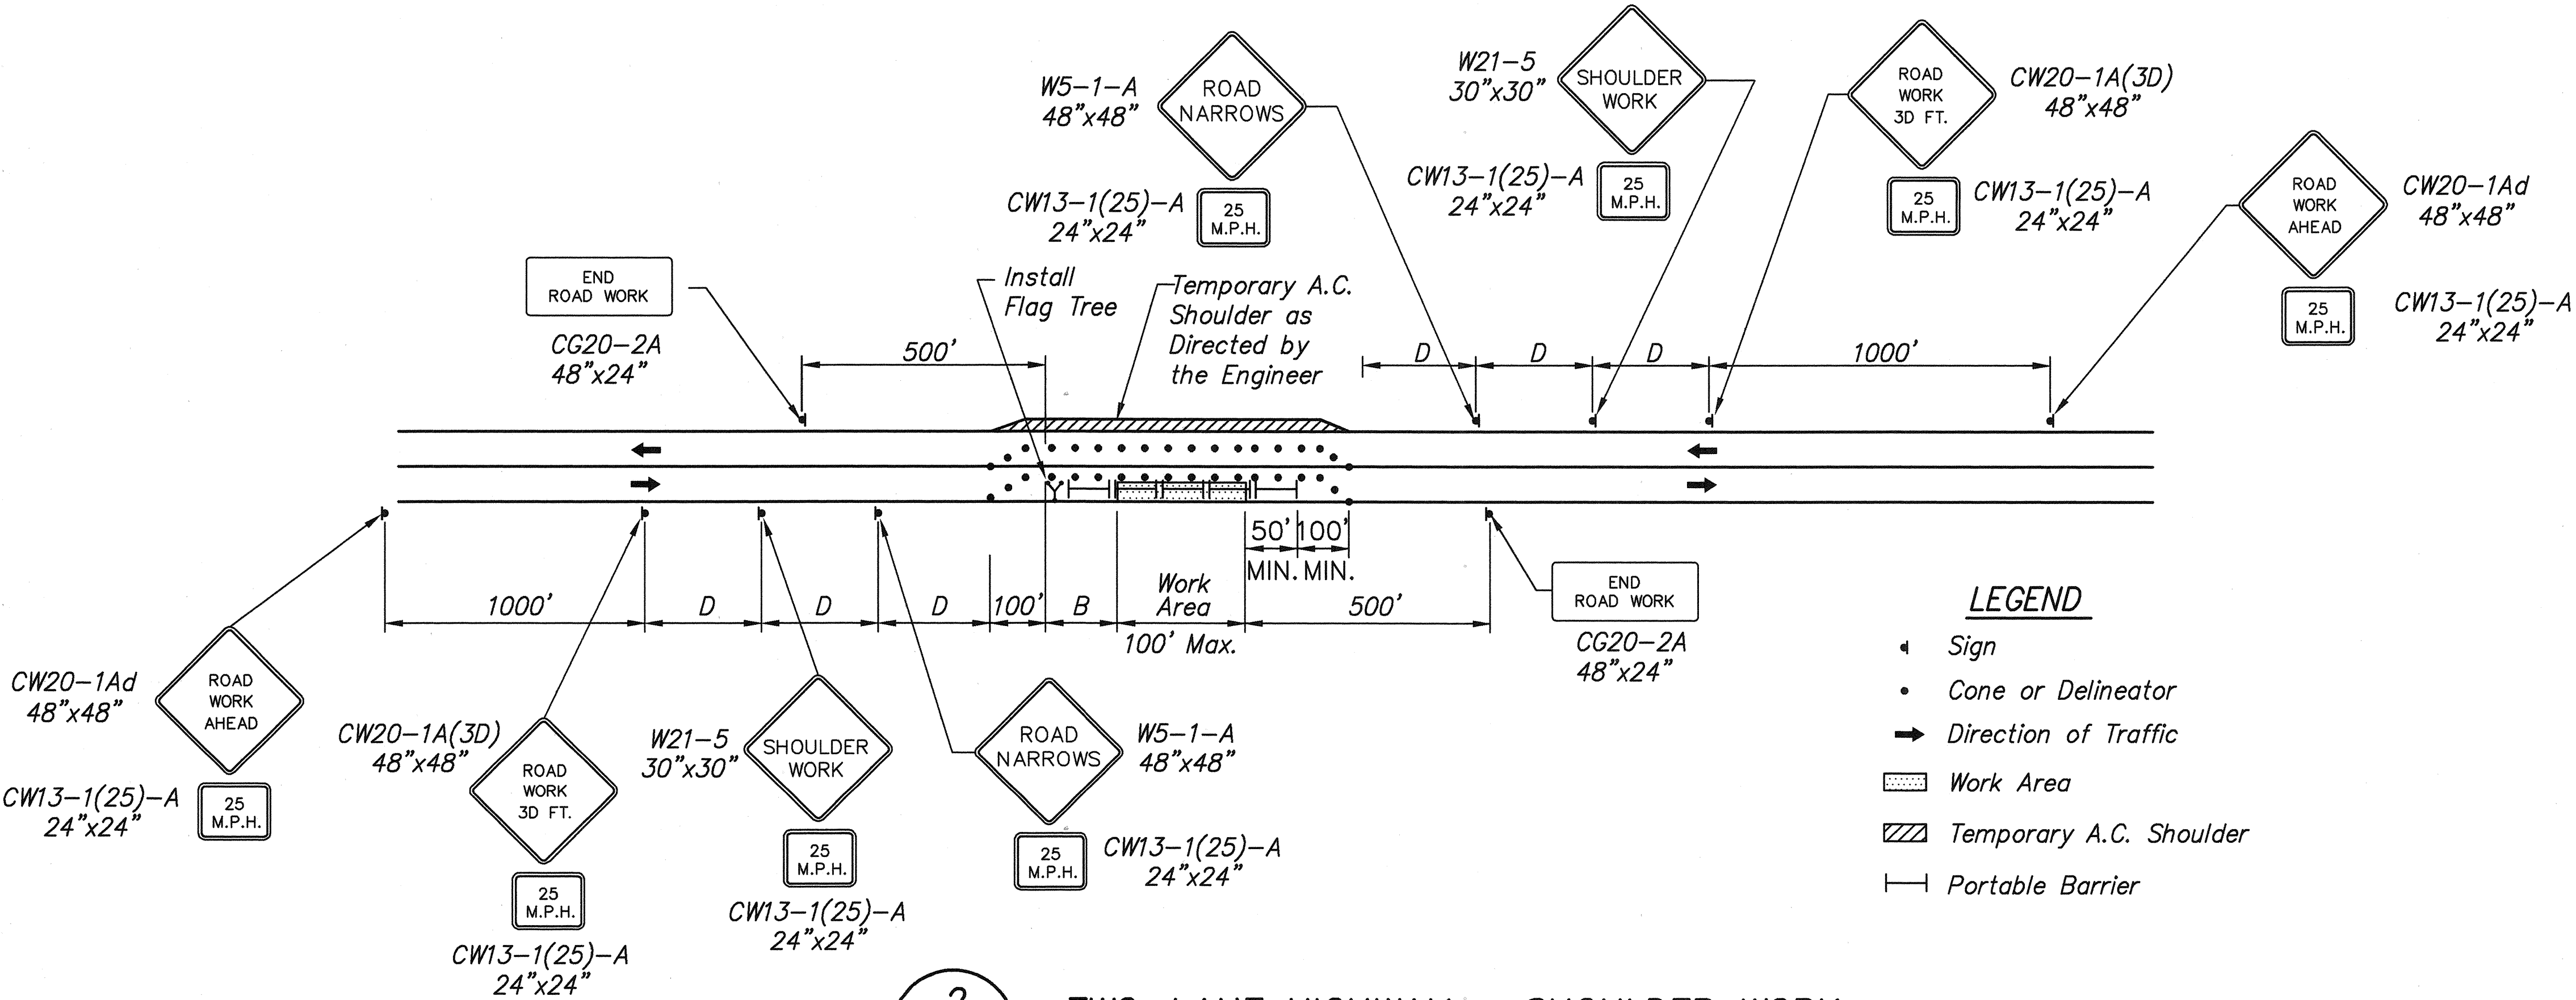 W5-1-A
48"x48"
ROAD
NARROWS
CW13-1(25)-A
24"x24"
25
M.P.H.
W21-5
30"x30"
SHOULDER
WORK
CW13-1(25)-A
24"x24"
25
M.P.H.
ROAD
WORK
3D FT.
CW20-1A(3D)
48"x48"
25
M.P.H.
CW13-1(25)-A
24"x24"
ROAD
WORK
AHEAD
CW20-1Ad
48"x48"
25
M.P.H.
CW13-1(25)-A
24"x24"
END
ROAD WORK
CG20-2A
48"x24"
Install
Flag Tree
Temporary A.C.
Shoulder as
Directed by
the Engineer
500'
D
D
D
1000'
50'
100'
MIN.
MIN.
1000'
D
D
D
100'
B
Work
Area
100' Max.
500'
END
ROAD WORK
CG20-2A
48"x24"
CW20-1Ad
48"x48"
ROAD
WORK
AHEAD
CW13-1(25)-A
24"x24"
25
M.P.H.
CW20-1A(3D)
48"x48"
ROAD
WORK
3D FT.
25
M.P.H.
CW13-1(25)-A
24"x24"
W21-5
30"x30"
SHOULDER
WORK
25
M.P.H.
CW13-1(25)-A
24"x24"
ROAD
NARROWS
W5-1-A
48"x48"
25
M.P.H.
CW13-1(25)-A
24"x24"
LEGEND
Sign
Cone or Delineator
Direction of Traffic
Work Area
Temporary A.C. Shoulder
Portable Barrier